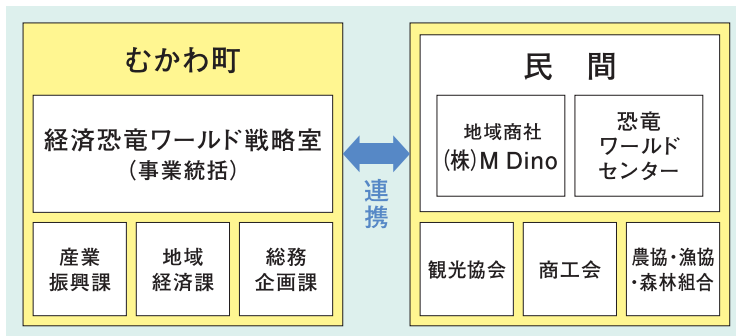 むかわ町
経済恐竜ワールド戦略室
(事業統括)
産業
振興課
地域
経済課
総務
企画課
連携
民　間
地域商社
(株)M Dino
恐竜
ワールド
センター
観光協会
商工会
農協・漁協
・森林組合